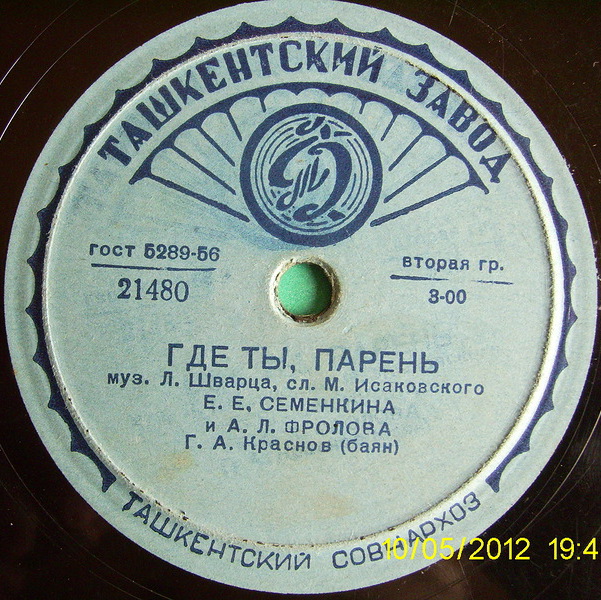 ТАШКЕНТСКИЙ ЗАВОД
гост 5289-56
21480
вторая гр.
3-00
ГДЕ ТЫ, ПАРЕНЬ
муз. Л. Шварца, сл. М. Исаковского
Е. Е. СЕМЕНКИНА
и А. Л. ФРОЛОВА
Г. А. Краснов (баян)
ТАШКЕНТСКИЙ СОВНАРХОЗ
10/05/2012 19:4